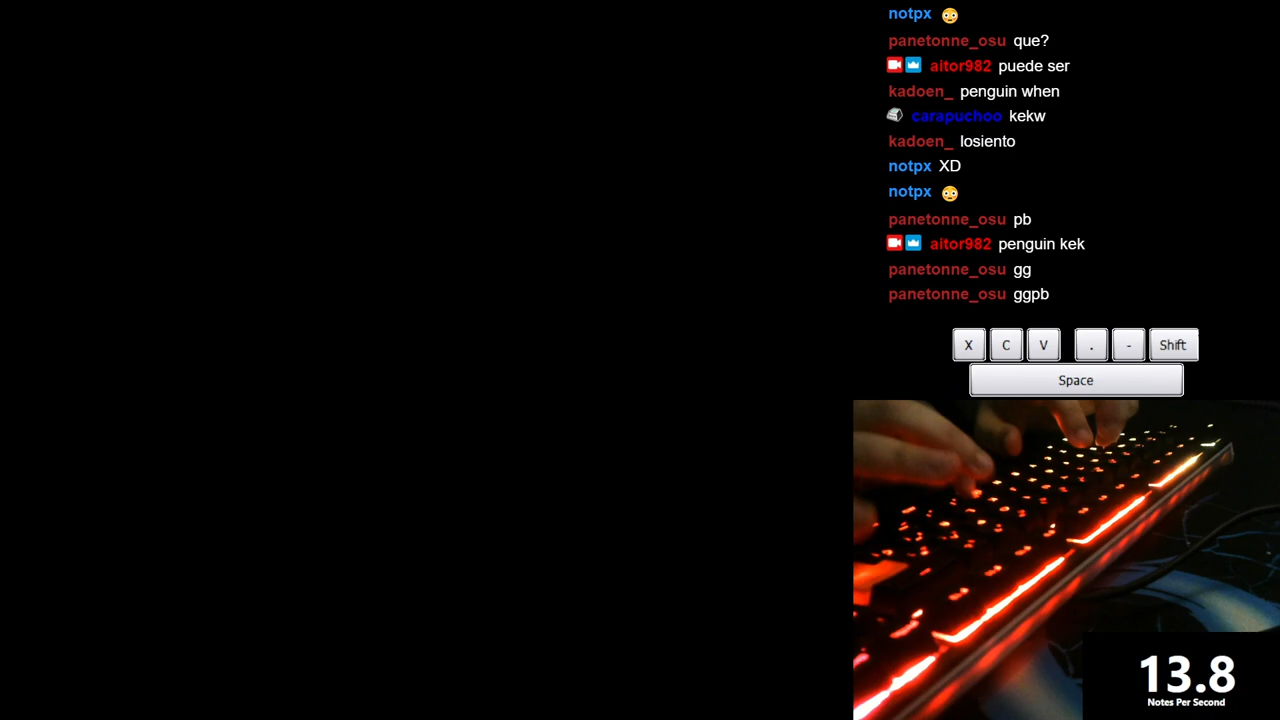 notpx 😳
panetonne_osu que?
aitor982 puede ser
kadoen_ penguin when
carapuchoo kekw
kadoen_ losiento
notpx XD
notpx 😳
panetonne_osu pb
aitor982 penguin kek
panetonne_osu gg
panetonne_osu ggpb
X C V . - Shift
Space
13.8
Notes Per Second